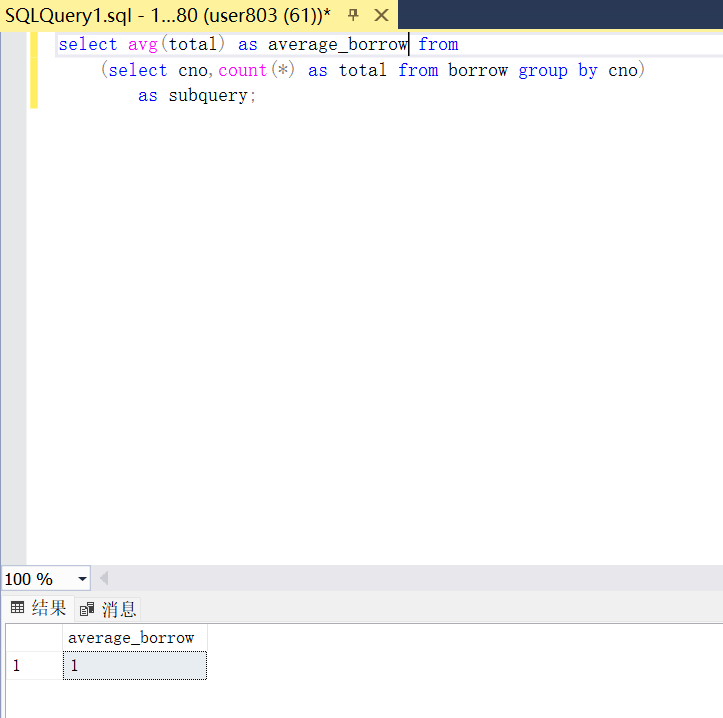 SQLQuery1.sql - 1...80 (user803 (61))*
select avg(total) as average_borrow from
(select cno,count(*) as total from borrow group by cno)
as subquery;
100 %
结果 消息
average_borrow
1 1